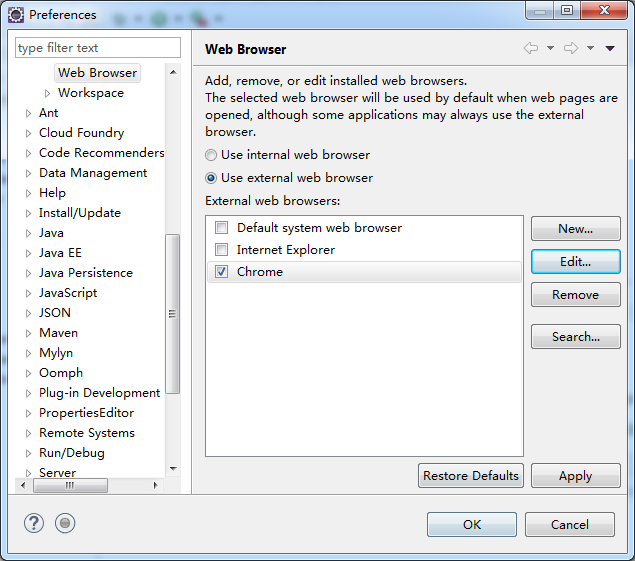 Preferences
type filter text
Web Browser
Workspace
Ant
Cloud Foundry
Code Recommenders
Data Management
Help
Install/Update
Java
Java EE
Java Persistence
JavaScript
JSON
Maven
Mylyn
Oomph
Plug-in Development
PropertiesEditor
Remote Systems
Run/Debug
Server
Web Browser
Add, remove, or edit installed web browsers.
The selected web browser will be used by default when web pages are
opened, although some applications may always use the external
browser.
Use internal web browser
Use external web browser
External web browsers:
Default system web browser
Internet Explorer
Chrome
New...
Edit...
Remove
Search...
Restore Defaults
Apply
OK
Cancel